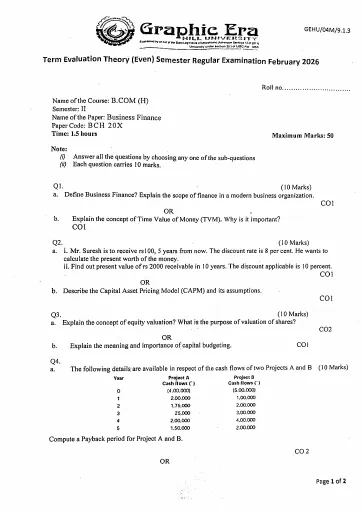 GEHU/04M/9.1.3
Graphic Era
HILL UNIVERSITY
Term Evaluation Theory (Even) Semester Regular Examination February 2026
Roll no..............................
Name of the Course: B.COM (H)
Semester: II
Name of the Paper: Business Finance
Paper Code: BCH 20X
Time: 1.5 hours
Maximum Marks: 50
Note:
(i) Answer all the questions by choosing any one of the sub-questions
(ii) Each question carries 10 marks.
Q1. (10 Marks)
a. Define Business Finance? Explain the scope of finance in a modern business organization.
CO1
OR
b. Explain the concept of Time Value of Money (TVM). Why is it important?
CO1
Q2. (10 Marks)
a. i. Mr. Suresh is to receive rs100, 5 years from now. The discount rate is 8 per cent. He wants to
calculate the present worth of the money.
ii. Find out present value of rs 2000 receivable in 10 years. The discount applicable is 10 percent.
CO1
OR
b. Describe the Capital Asset Pricing Model (CAPM) and its assumptions.
CO1
Q3. (10 Marks)
a. Explain the concept of equity valuation? What is the purpose of valuation of shares?
CO2
OR
b. Explain the meaning and importance of capital budgeting. CO1
Q4.
a. The following details are available in respect of the cash flows of two Projects A and B (10 Marks)
Year Project A Project B
Cash flows (`) Cash flows (`)
0 (4,00,000) (5,00,000)
1 2,00,000 1,00,000
2 1,75,000 2,00,000
3 25,000 3,00,000
4 2,00,000 4,00,000
5 1,50,000 2,00,000
Compute a Payback period for Project A and B.
CO 2
OR
Page 1 of 2